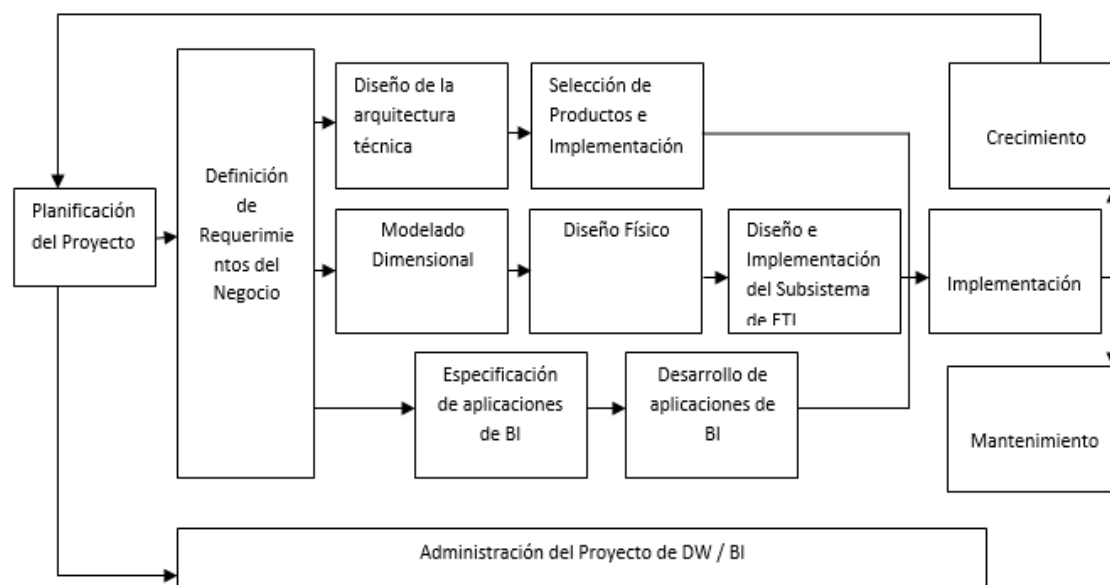 Planificación
del Proyecto
Definición
de
Requerimie
ntos del
Negocio
Diseño de la
arquitectura
técnica
Selección de
Productos e
Implementación
Modelado
Dimensional
Diseño Físico
Diseño e
Implementación
del Subsistema
de ETL
Especificación
de aplicaciones
de BI
Desarrollo de
aplicaciones de
BI
Implementación
Crecimiento
Mantenimiento
Administración del Proyecto de DW / BI